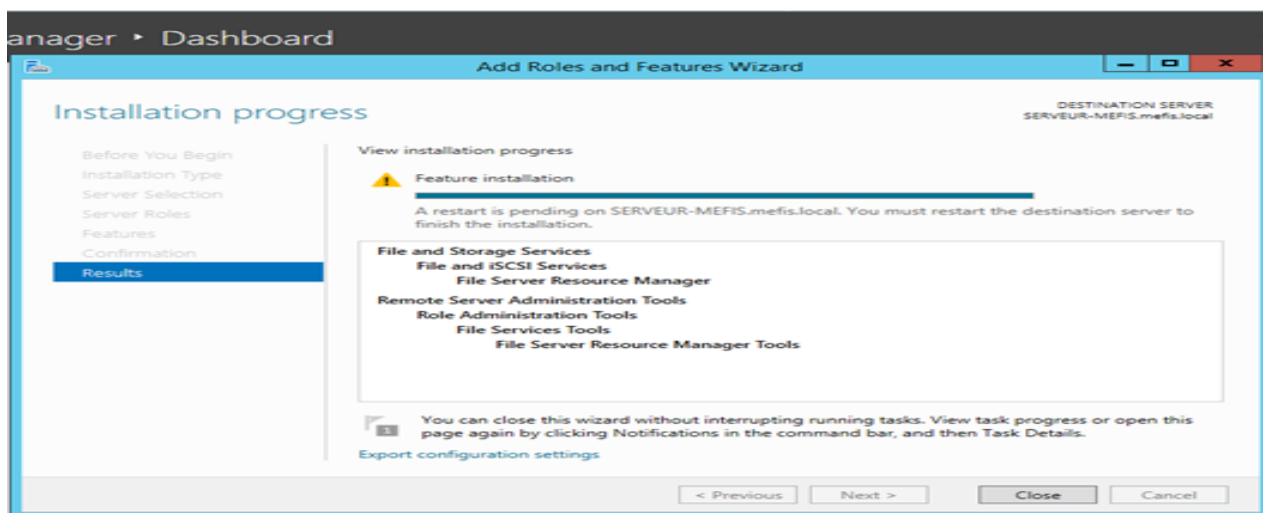 anager ‣ Dashboard
Add Roles and Features Wizard
Installation progress
DESTINATION SERVER
SERVEUR-MEFIS.mefis.local
Before You Begin
Installation Type
Server Selection
Server Roles
Features
Confirmation
Results
View installation progress
Feature installation
A restart is pending on SERVEUR-MEFIS.mefis.local. You must restart the destination server to
finish the installation.
File and Storage Services
File and iSCSI Services
File Server Resource Manager
Remote Server Administration Tools
Role Administration Tools
File Services Tools
File Server Resource Manager Tools
1
You can close this wizard without interrupting running tasks. View task progress or open this
page again by clicking Notifications in the command bar, and then Task Details.
Export configuration settings
< Previous
Next >
Close
Cancel